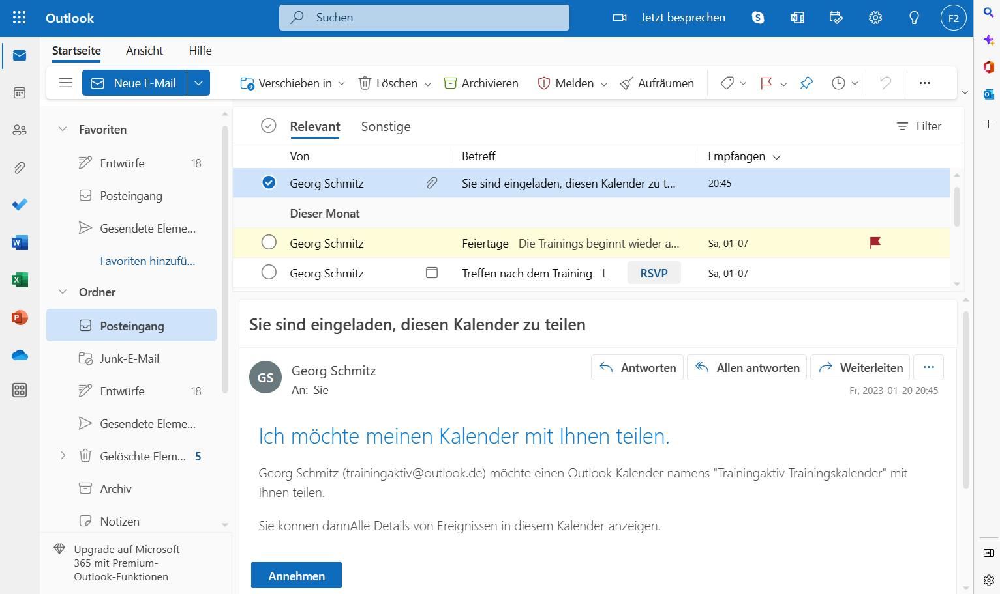 Outlook
Suchen
Jetzt besprechen
F2
Startseite Ansicht Hilfe
Neue E-Mail
Verschieben in
Löschen
Archivieren
Melden
Aufräumen
Favoriten
Entwürfe 18
Posteingang
Gesendete Eleme...
Favoriten hinzufü...
Ordner
Posteingang
Junk-E-Mail
Entwürfe 18
Gesendete Eleme...
Gelöschte Elem... 5
Archiv
Notizen
Upgrade auf Microsoft
365 mit Premium-
Outlook-Funktionen
Relevant Sonstige Filter
Von Betreff Empfangen
Georg Schmitz Sie sind eingeladen, diesen Kalender zu t... 20:45
Dieser Monat
Georg Schmitz Feiertage Die Trainings beginnt wieder a... Sa, 01-07
Georg Schmitz Treffen nach dem Training L RSVP Sa, 01-07
Sie sind eingeladen, diesen Kalender zu teilen
GS
Georg Schmitz
An: Sie
Antworten Allen antworten Weiterleiten
Fr, 2023-01-20 20:45
Ich möchte meinen Kalender mit Ihnen teilen.
Georg Schmitz (trainingaktiv@outlook.de) möchte einen Outlook-Kalender namens "Trainingaktiv Trainingskalender" mit
Ihnen teilen.
Sie können dannAlle Details von Ereignissen in diesem Kalender anzeigen.
Annehmen